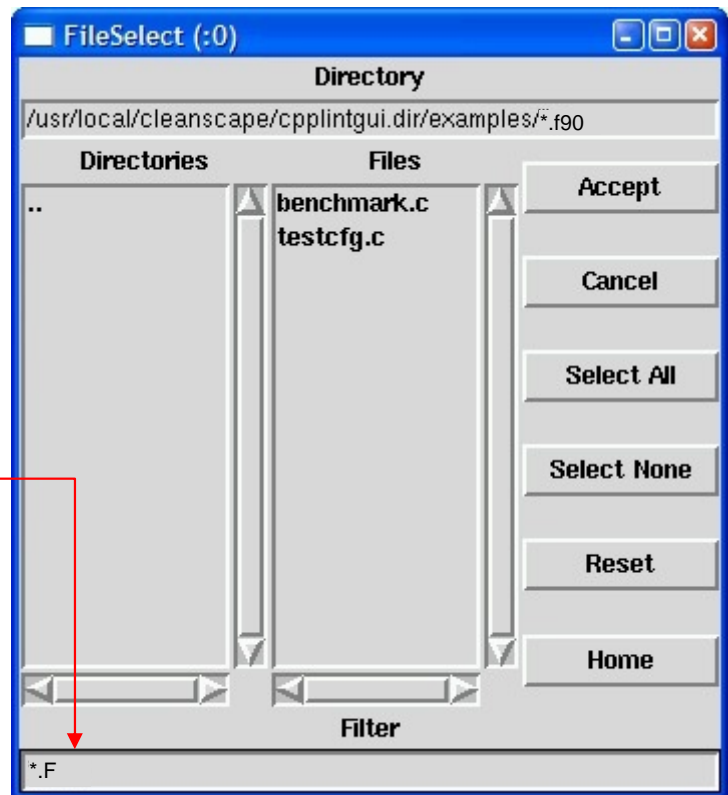 FileSelect (:0)
Directory
/usr/local/cleanscape/cpplintgui.dir/examples/*.f90
Directories
Files
..
benchmark.c
testcfg.c
Accept
Cancel
Select All
Select None
Reset
Home
Filter
*.F